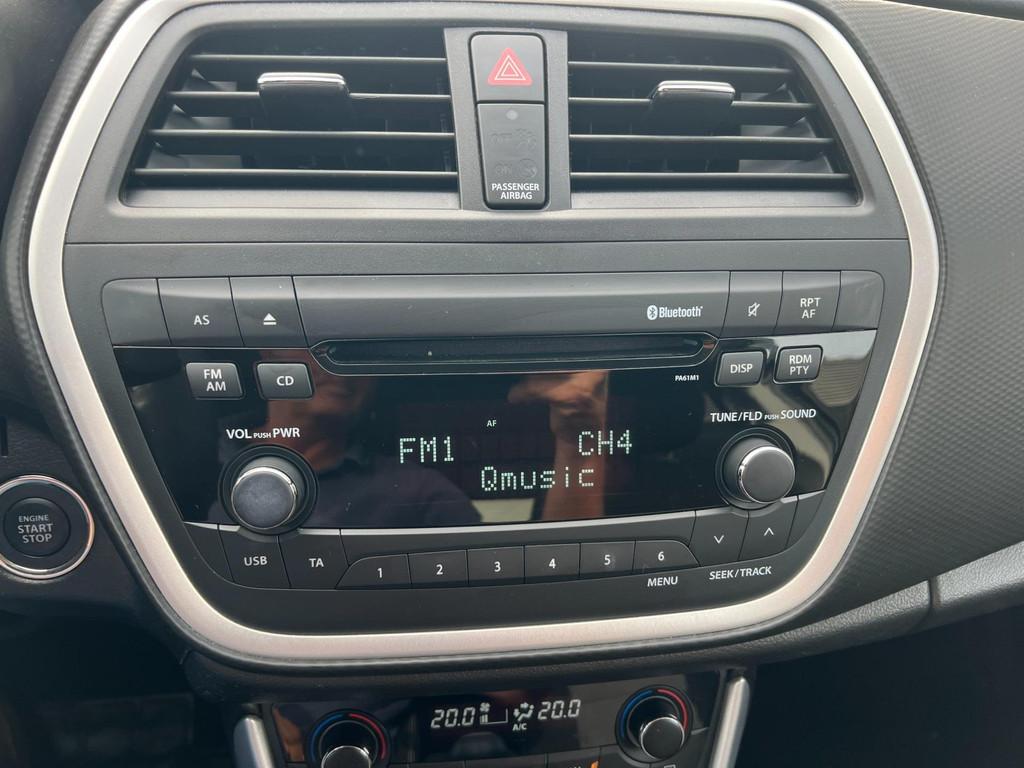 PASSENGER
AIRBAG
AS
Bluetooth
RPT
AF
FM
AM
CD
DISP
RDM
PTY
PA61M1
VOL PUSH PWR
TUNE/FLD PUSH SOUND
AF
FM1 CH4
Qmusic
ENGINE
START
STOP
USB
TA
1 2 3 4 5 6
MENU
SEEK/TRACK
20.0 20.0
A/C